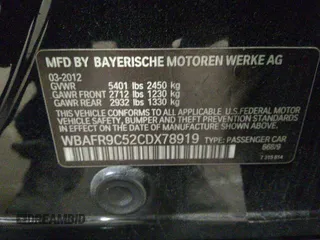 MFD BY BAYERISCHE MOTOREN WERKE AG
03-2012
GVWR 5401 lbs 2450 kg
GAWR FRONT 2712 lbs 1230 kg
GAWR REAR 2932 lbs 1330 kg
THIS VEHICLE CONFORMS TO ALL APPLICABLE
U.S. FEDERAL MOTOR VEHICLE SAFETY, BUMPER,
AND THEFT PREVENTION STANDARDS IN EFFECT
ON THE DATE OF MANUFACTURE SHOWN ABOVE.
WBAFR9C52CDX78919 TYPE: PASSENGER CAR
668/9